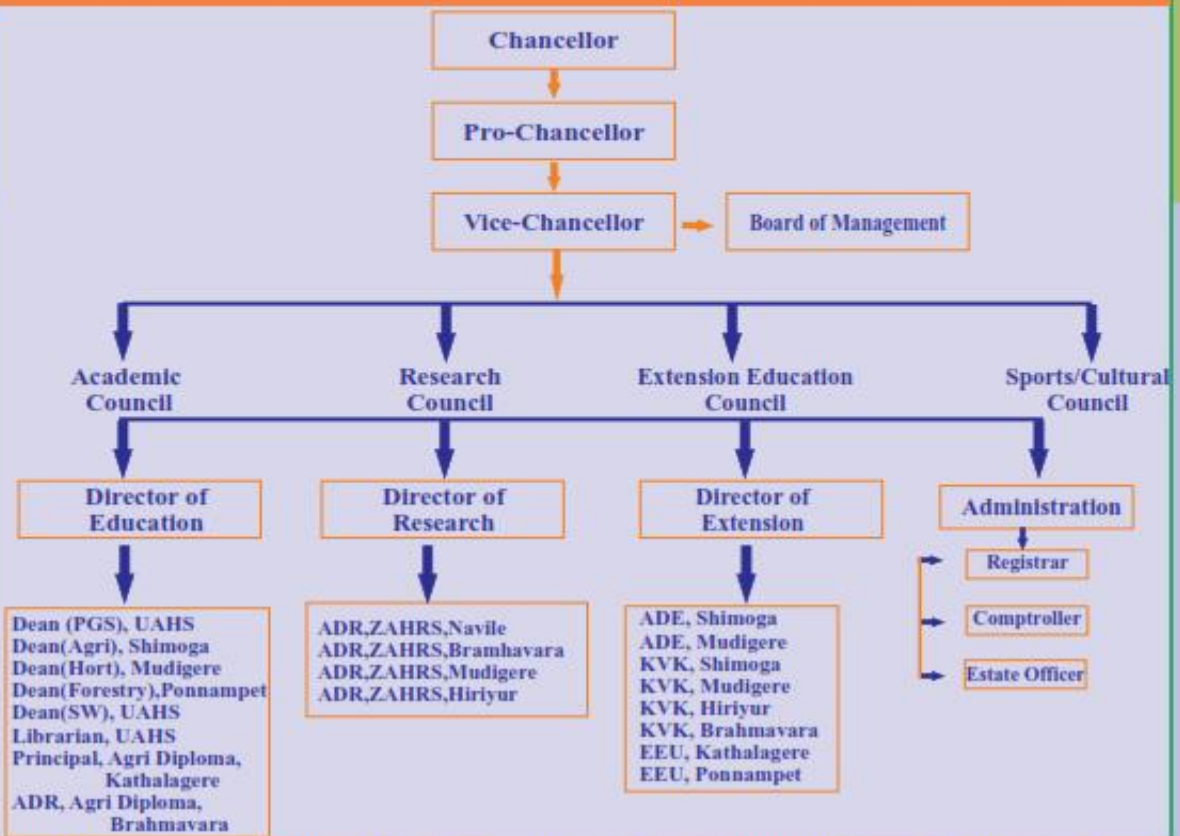 Chancellor
Pro-Chancellor
Vice-Chancellor
Board of Management
Academic
Council
Research
Council
Extension Education
Council
Sports/Cultural
Council
Director of
Education
Director of
Research
Director of
Extension
Administration
Registrar
Comptroller
Estate Officer
Dean (PGS), UAHS
Dean(Agri), Shimoga
Dean(Hort), Mudigere
Dean(Forestry),Ponnampet
Dean(SW), UAHS
Librarian, UAHS
Principal, Agri Diploma,
Kathalagere
ADR, Agri Diploma,
Brahmavara
ADR,ZAHRS,Navile
ADR,ZAHRS,Bramhavara
ADR,ZAHRS,Mudigere
ADR,ZAHRS,Hiriyur
ADE, Shimoga
ADE, Mudigere
KVK, Shimoga
KVK, Mudigere
KVK, Hiriyur
KVK, Brahmavara
EEU, Kathalagere
EEU, Ponnampet